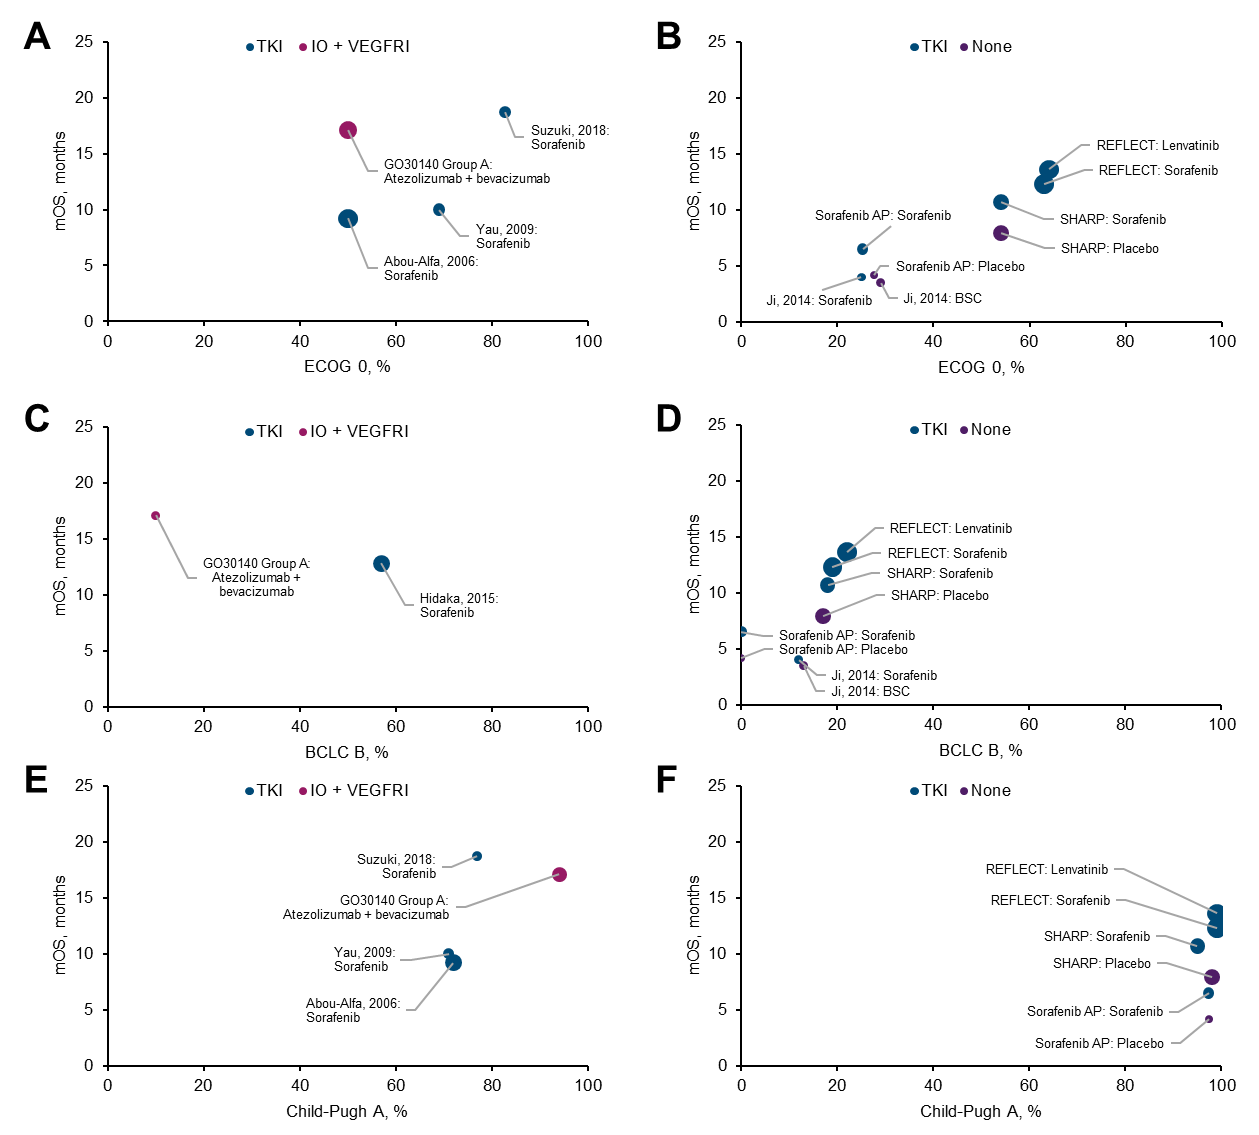 A
TKI
IO + VEGFRI
25
20
15
10
5
0
mOS, months
Suzuki, 2018:
Sorafenib
GO30140 Group A:
Atezolizumab + bevacizumab
Yau, 2009:
Sorafenib
Abou-Alfa, 2006:
Sorafenib
0
20
40
60
80
100
ECOG 0, %
B
TKI
None
25
20
15
10
5
0
mOS, months
REFLECT: Lenvatinib
REFLECT: Sorafenib
Sorafenib AP: Sorafenib
SHARP: Sorafenib
SHARP: Placebo
Sorafenib AP: Placebo
Ji, 2014: Sorafenib
Ji, 2014: BSC
0
20
40
60
80
100
ECOG 0, %
C
TKI
IO + VEGFRI
25
20
15
10
5
0
mOS, months
GO30140 Group A:
Atezolizumab +
bevacizumab
Hidaka, 2015:
Sorafenib
0
20
40
60
80
100
BCLC B, %
D
TKI
None
25
20
15
10
5
0
mOS, months
REFLECT: Lenvatinib
REFLECT: Sorafenib
SHARP: Sorafenib
SHARP: Placebo
Sorafenib AP: Sorafenib
Sorafenib AP: Placebo
Ji, 2014: Sorafenib
Ji, 2014: BSC
0
20
40
60
80
100
BCLC B, %
E
TKI
IO + VEGFRI
25
20
15
10
5
0
mOS, months
Suzuki, 2018:
Sorafenib
GO30140 Group A:
Atezolizumab + bevacizumab
Yau, 2009:
Sorafenib
Abou-Alfa, 2006:
Sorafenib
0
20
40
60
80
100
Child-Pugh A, %
F
TKI
None
25
20
15
10
5
0
mOS, months
REFLECT: Lenvatinib
REFLECT: Sorafenib
SHARP: Sorafenib
SHARP: Placebo
Sorafenib AP: Sorafenib
Sorafenib AP: Placebo
0
20
40
60
80
100
Child-Pugh A, %